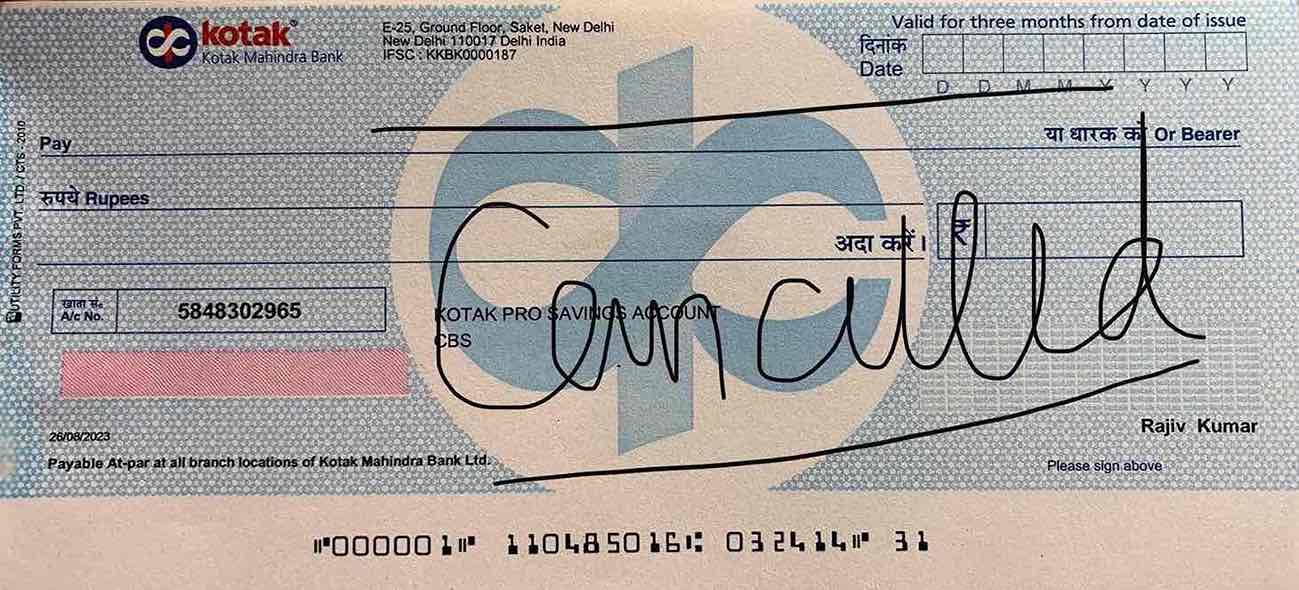 kotak
Kotak Mahindra Bank
E-25, Ground Floor, Saket, New Delhi
New Delhi 110017 Delhi India
IFSC : KKBK0000187
Valid for three months from date of issue
दिनांक
Date
D D M M Y Y Y Y
Pay
या धारक को Or Bearer
रुपये Rupees
अदा करें।
₹
खाता सं.
A/c No.
5848302965
KOTAK PRO SAVINGS ACCOUNT
CBS
Cancelled
26/08/2023
Payable At-par at all branch locations of Kotak Mahindra Bank Ltd.
Rajiv Kumar
Please sign above
UTILITY FORMS PVT. LTD. / CTS - 2010
⑈000001⑈ 110485016⑆ 032414⑈ 31